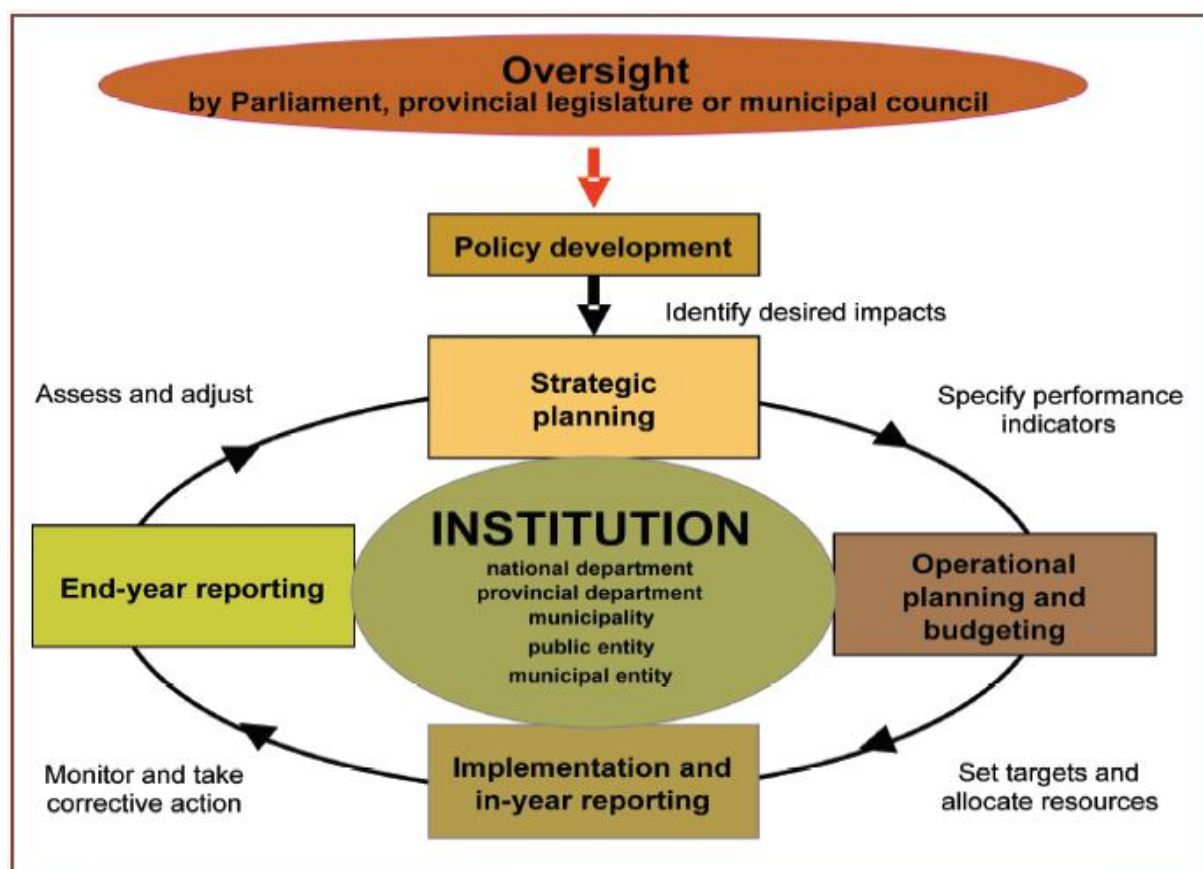 Oversight
by Parliament, provincial legislature or municipal council
Policy development
Identify desired impacts
Strategic
planning
Assess and adjust
Specify performance
indicators
INSTITUTION
national department
provincial department
municipality
public entity
municipal entity
End-year reporting
Operational
planning and
budgeting
Implementation and
in-year reporting
Monitor and take
corrective action
Set targets and
allocate resources